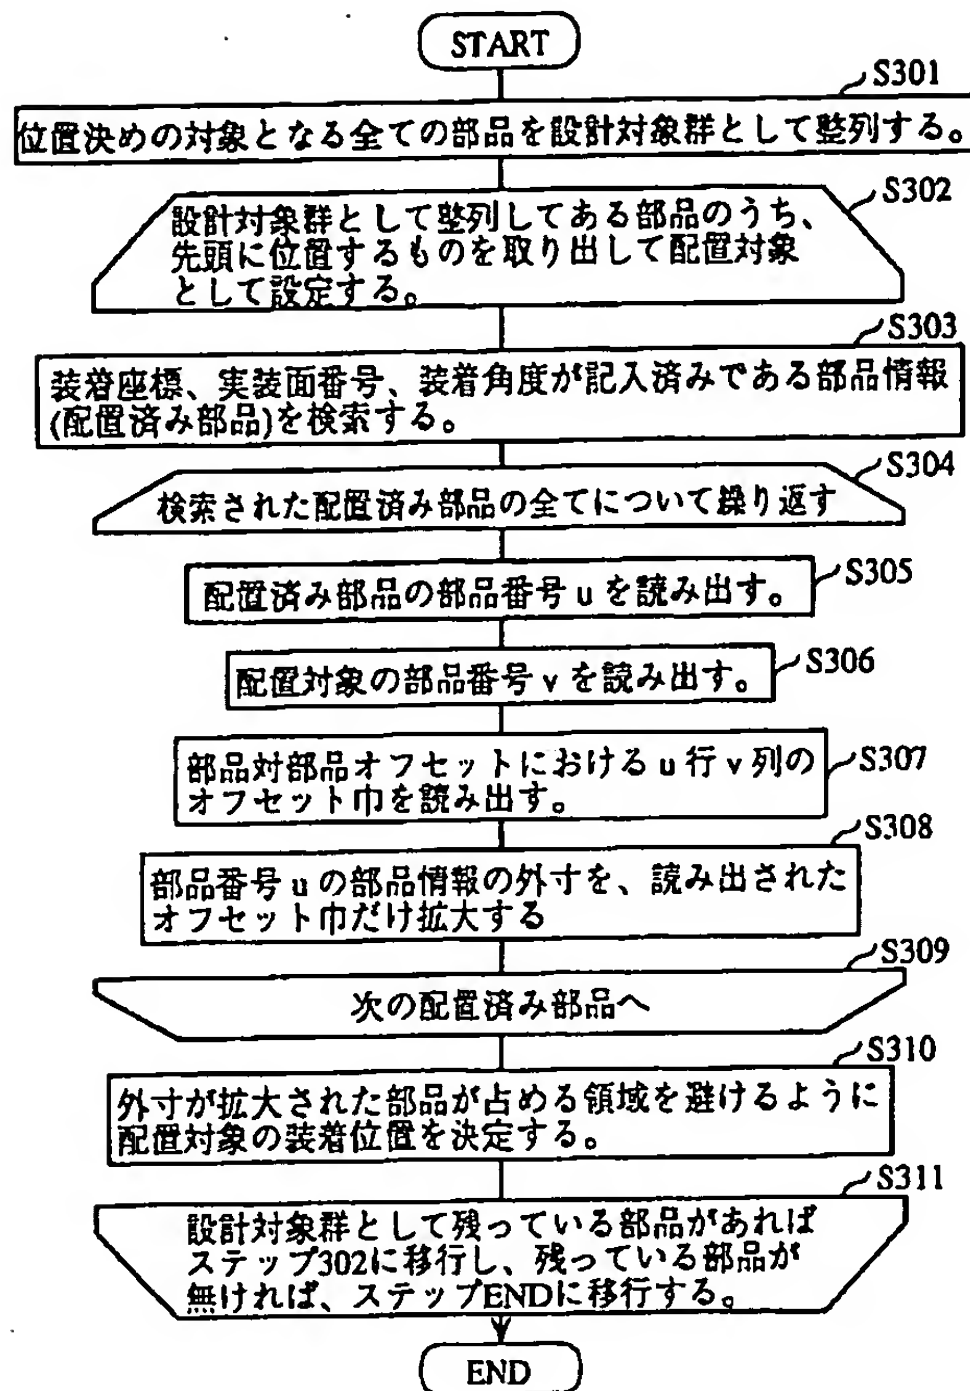 START
S301
位置決めの対象となる全ての部品を設計対象群として整列する。
S302
設計対象群として整列してある部品のうち、
先頭に位置するものを取り出して配置対象
として設定する。
S303
装着座標、実装面番号、装着角度が記入済みである部品情報
(配置済み部品)を検索する。
S304
検索された配置済み部品の全てについて繰り返す
S305
配置済み部品の部品番号uを読み出す。
S306
配置対象の部品番号vを読み出す。
S307
部品対部品オフセットにおけるu行v列の
オフセット巾を読み出す。
S308
部品番号uの部品情報の外寸を、読み出された
オフセット巾だけ拡大する
S309
次の配置済み部品へ
S310
外寸が拡大された部品が占める領域を避けるように
配置対象の装着位置を決定する。
S311
設計対象群として残っている部品があれば
ステップ302に移行し、残っている部品が
無ければ、ステップENDに移行する。
END